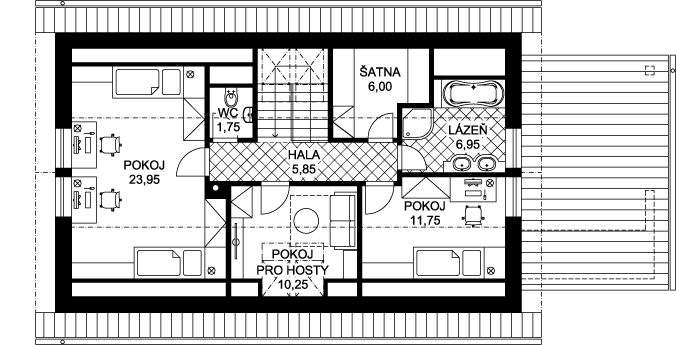 ŠATNA
6,00
WC
1,75
LÁZEŇ
6,95
HALA
5,85
POKOJ
23,95
POKOJ
11,75
POKOJ
PRO HOSTY
10,25